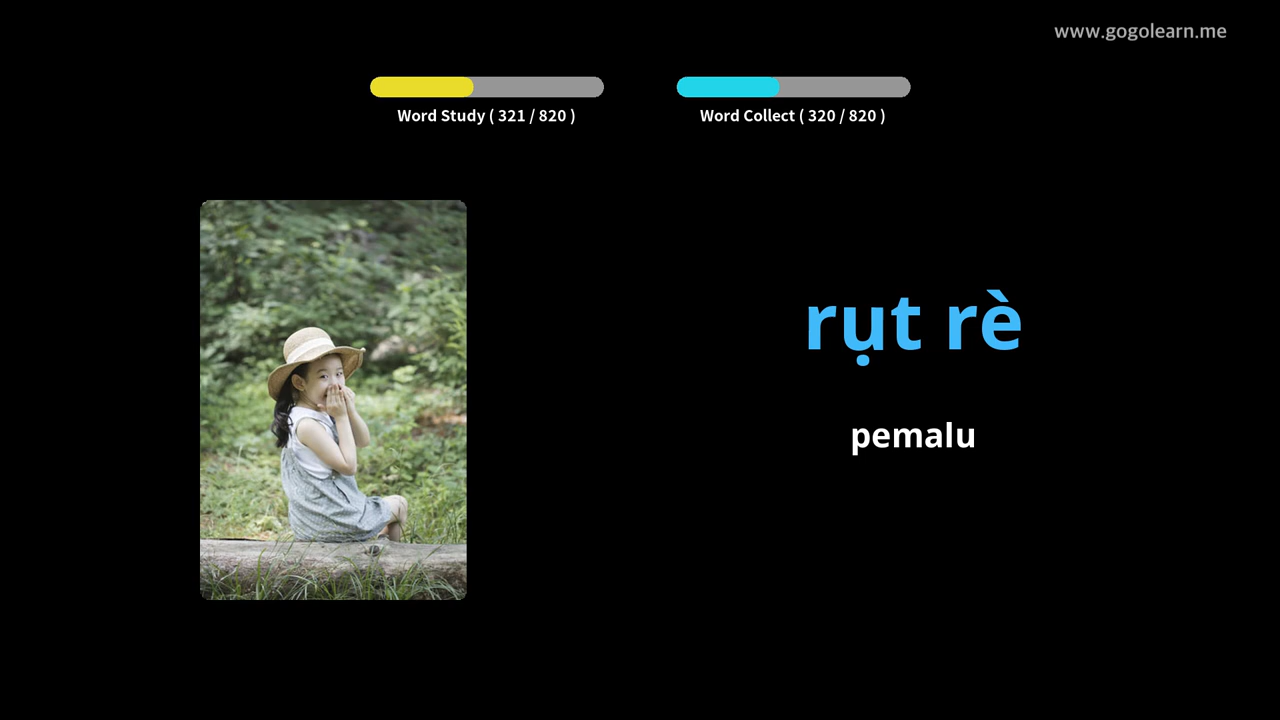 www.gogolearn.me
Word Study ( 321 / 820 )
Word Collect ( 320 / 820 )
rụt rè
pemalu